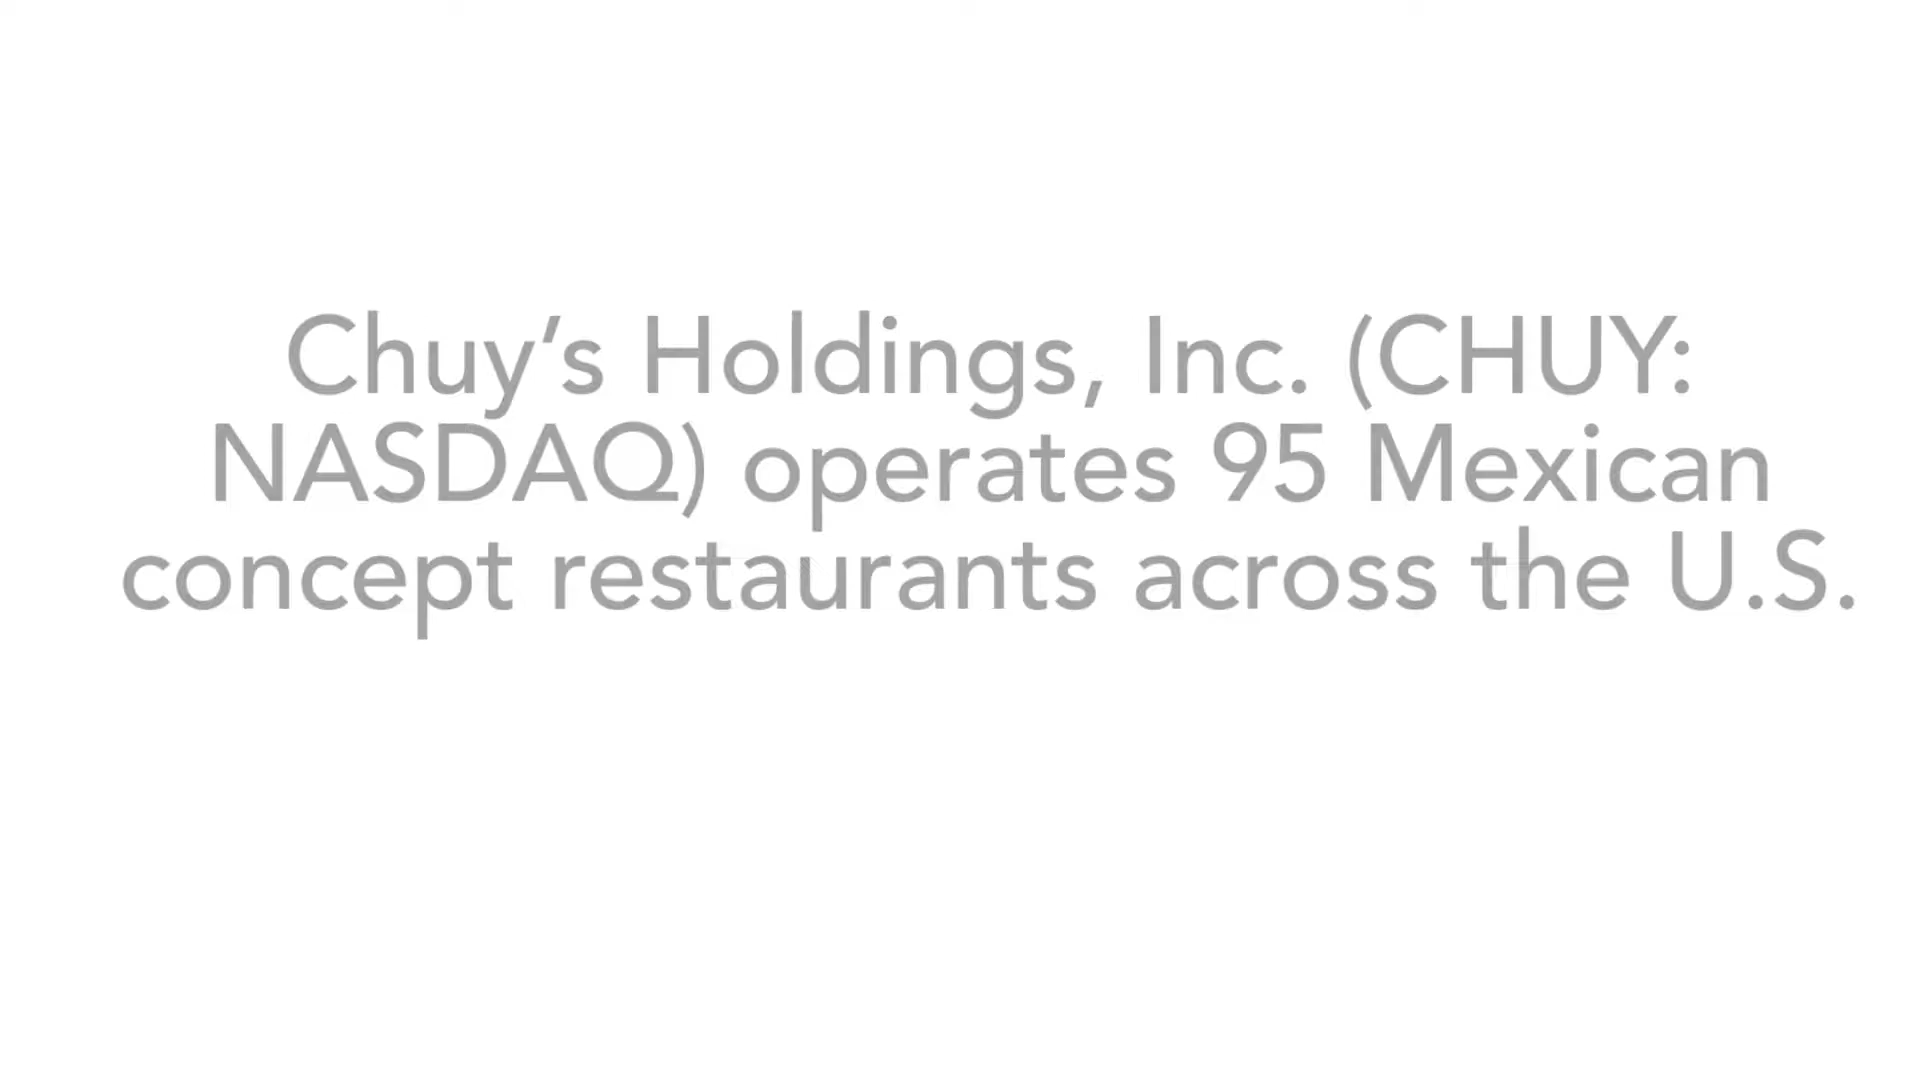 Chuy’s Holdings, Inc. (CHUY:
NASDAQ) operates 95 Mexican
concept restaurants across the U.S.